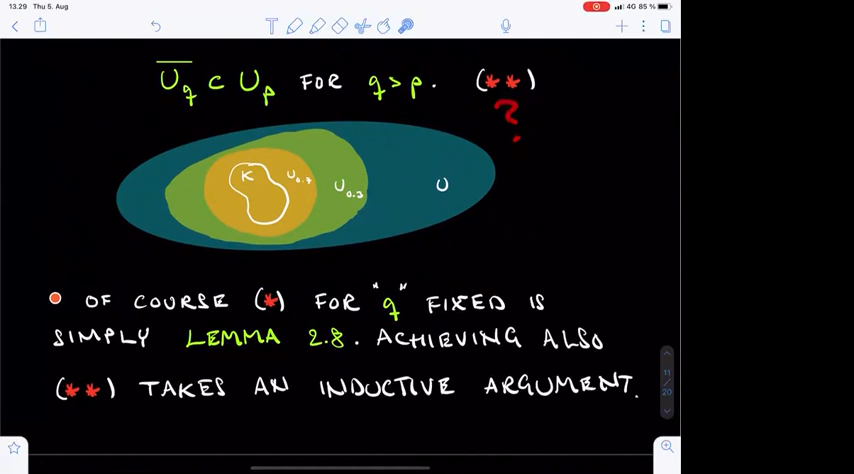 13.29 Thu 5. Aug 4G 85 %
U̅q ⊂ Up FOR q>p. (**)
?
K U0.7 U0.3 U
• OF COURSE (*) FOR "q" FIXED IS
SIMPLY LEMMA 2.8. ACHIEVING ALSO
(**) TAKES AN INDUCTIVE ARGUMENT.
11
/
20